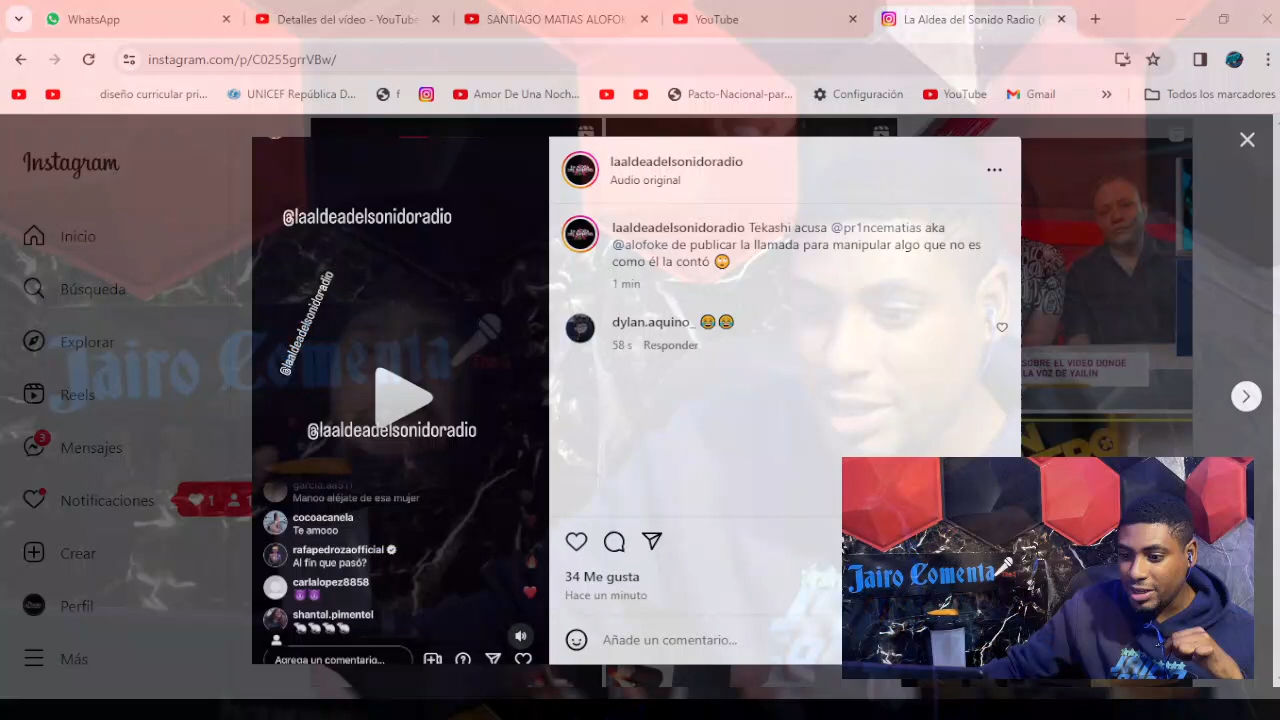 WhatsApp
Detalles del vídeo - YouTube
SANTIAGO MATIAS ALOFOK
YouTube
La Aldea del Sonido Radio (
instagram.com/p/C0255grrVBw/
diseño curricular pri...
UNICEF República D...
f
Amor De Una Noch...
Pacto-Nacional-par...
Configuración
YouTube
Gmail
Todos los marcadores
Instagram
Inicio
Búsqueda
Explorar
Reels
3
Mensajes
Notificaciones
1
1
Crear
Perfil
Más
@laaldeadelsonidoradio
@laaldeadelsonidoradio
@laaldeadelsonidoradio
Manoo aléjate de esa mujer
cocoacanela
Te amooo
rafapedrozaofficial
Al fin que pasó?
carlalopez8858
😈😈
shantal.pimentel
🐀🐀🐀🐀
Agrega un comentario...
laaldeadelsonidoradio
Audio original
laaldeadelsonidoradio Tekashi acusa @pr1ncematias aka
@alofoke de publicar la llamada para manipular algo que no es
como él la contó 🙄
1 min
dylan.aquino_ 😂😂
58 s Responder
34 Me gusta
Hace un minuto
Añade un comentario...
SOBRE EL VIDEO DONDE
LA VOZ DE YAILIN
Jairo Comenta
Jairo Comenta